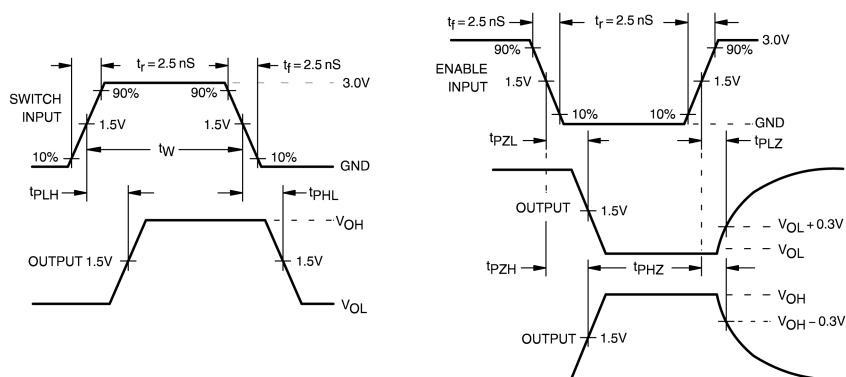 tr = 2.5 nS
tf = 2.5 nS
3.0V
90%
90%
SWITCH
INPUT
1.5V
1.5V
tW
10%
10%
GND
tPLH
tPHL
VOH
OUTPUT 1.5V
1.5V
VOL
tf = 2.5 nS
tr = 2.5 nS
3.0V
90%
90%
ENABLE
INPUT
1.5V
1.5V
10%
10%
GND
tPZL
tPLZ
OUTPUT
1.5V
VOL + 0.3V
VOL
tPZH
tPHZ
VOH
VOH – 0.3V
OUTPUT
1.5V